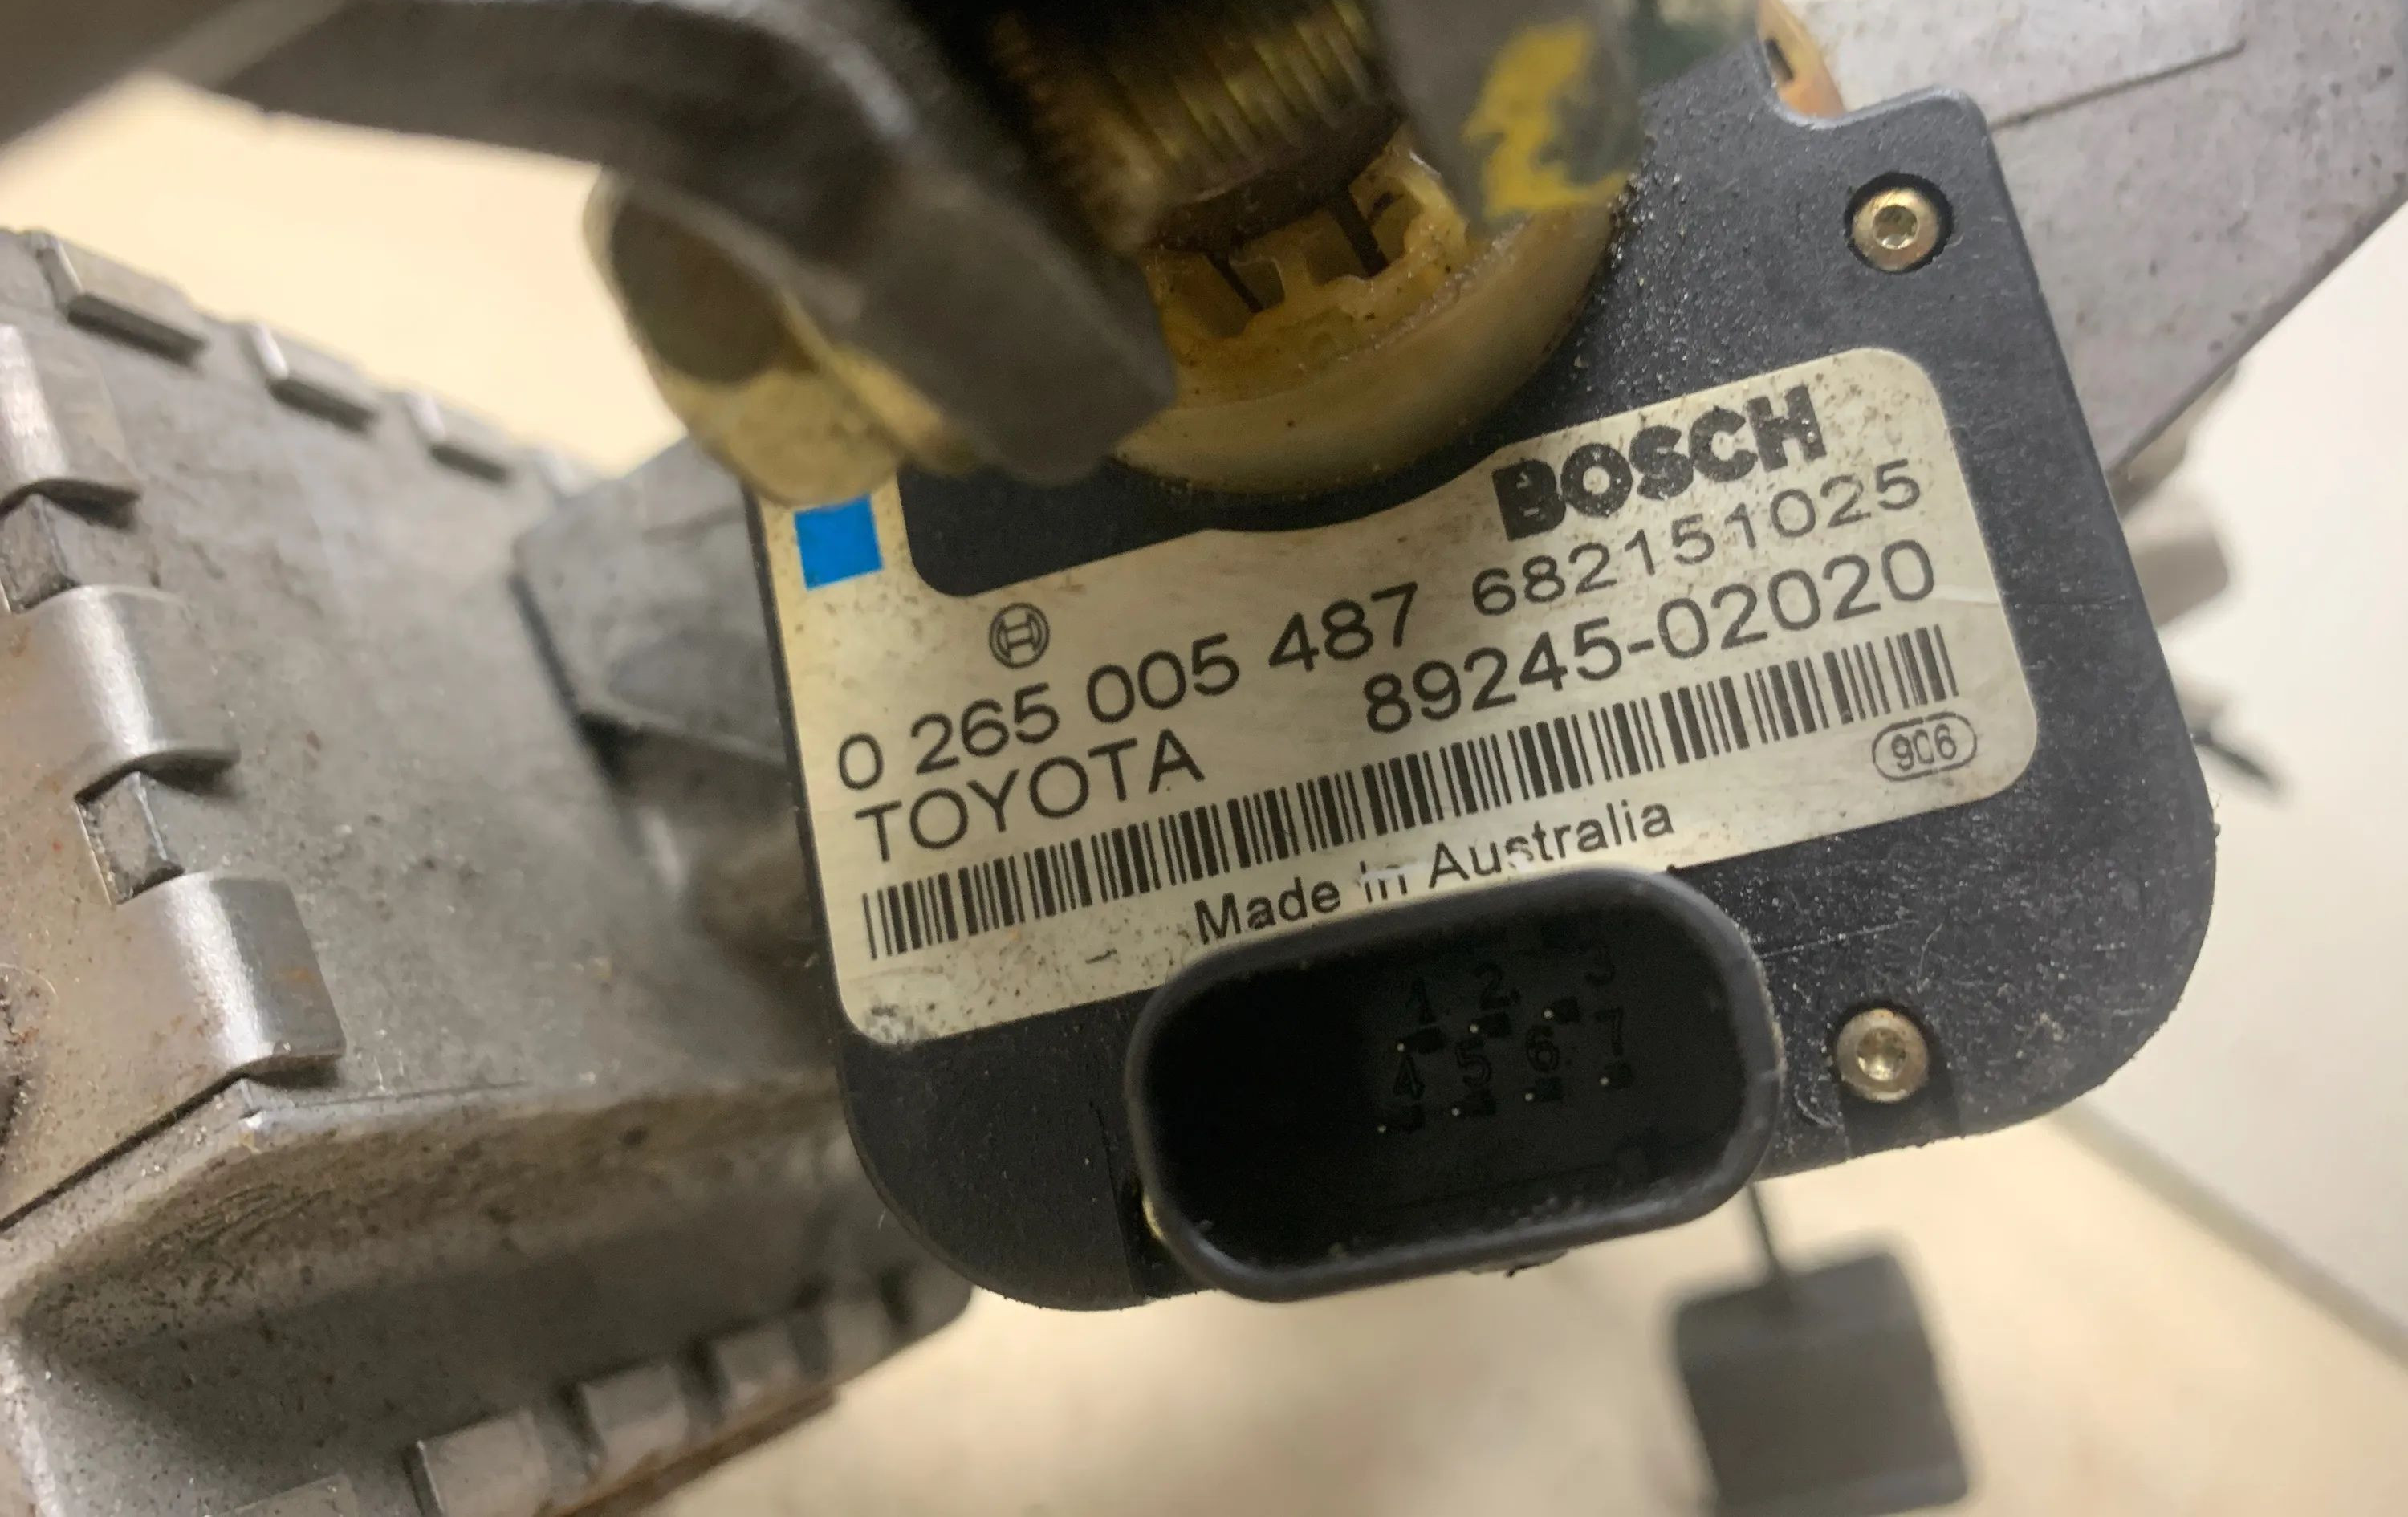 BOSCH
0 265 005 487 682151025
TOYOTA 89245-02020
906
Made in Australia
1 2 3
4 5 6 7